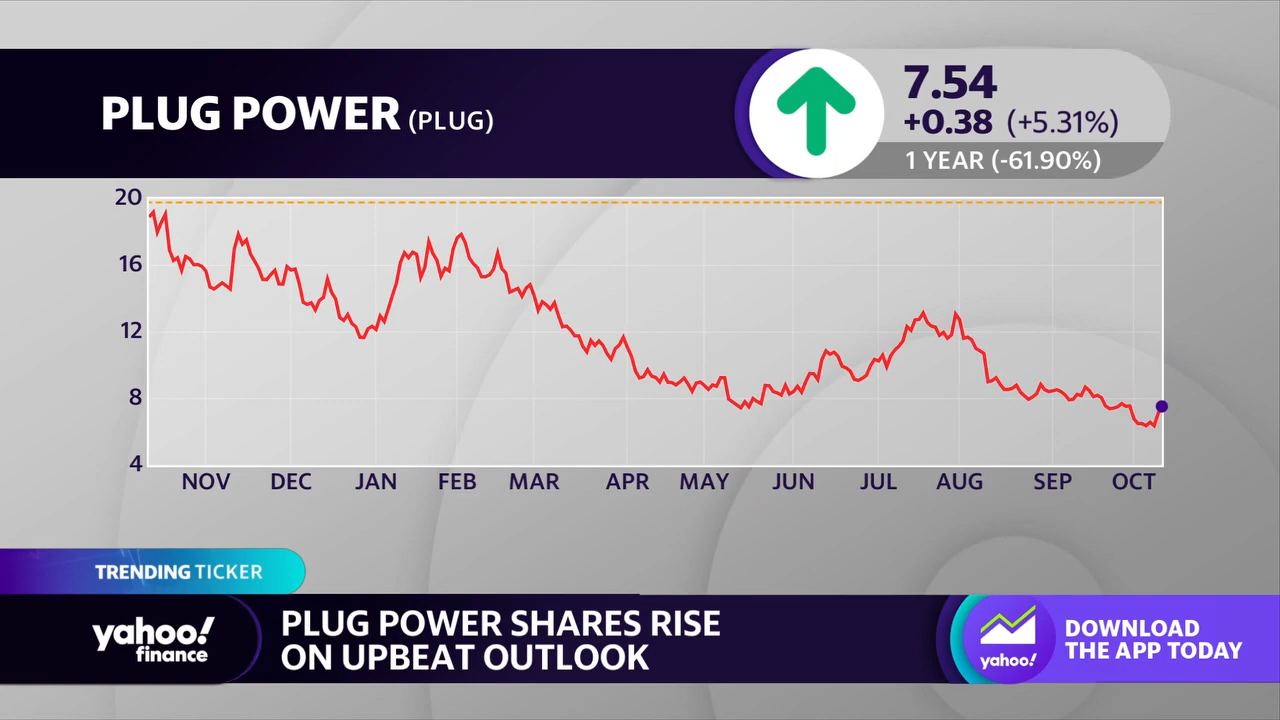 PLUG POWER (PLUG)
7.54
+0.38 (+5.31%)
1 YEAR (-61.90%)
20
16
12
8
4
NOV DEC JAN FEB MAR APR MAY JUN JUL AUG SEP OCT
TRENDING TICKER
yahoo!
finance
PLUG POWER SHARES RISE
ON UPBEAT OUTLOOK
yahoo!
DOWNLOAD
THE APP TODAY